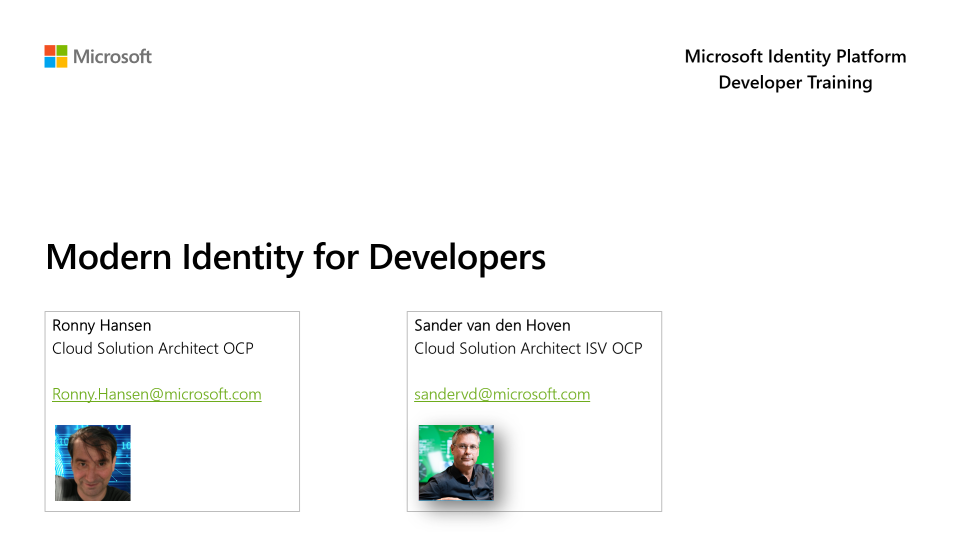 Microsoft
Microsoft Identity Platform
Developer Training
Modern Identity for Developers
Ronny Hansen
Cloud Solution Architect OCP
Ronny.Hansen@microsoft.com
Sander van den Hoven
Cloud Solution Architect ISV OCP
sandervd@microsoft.com